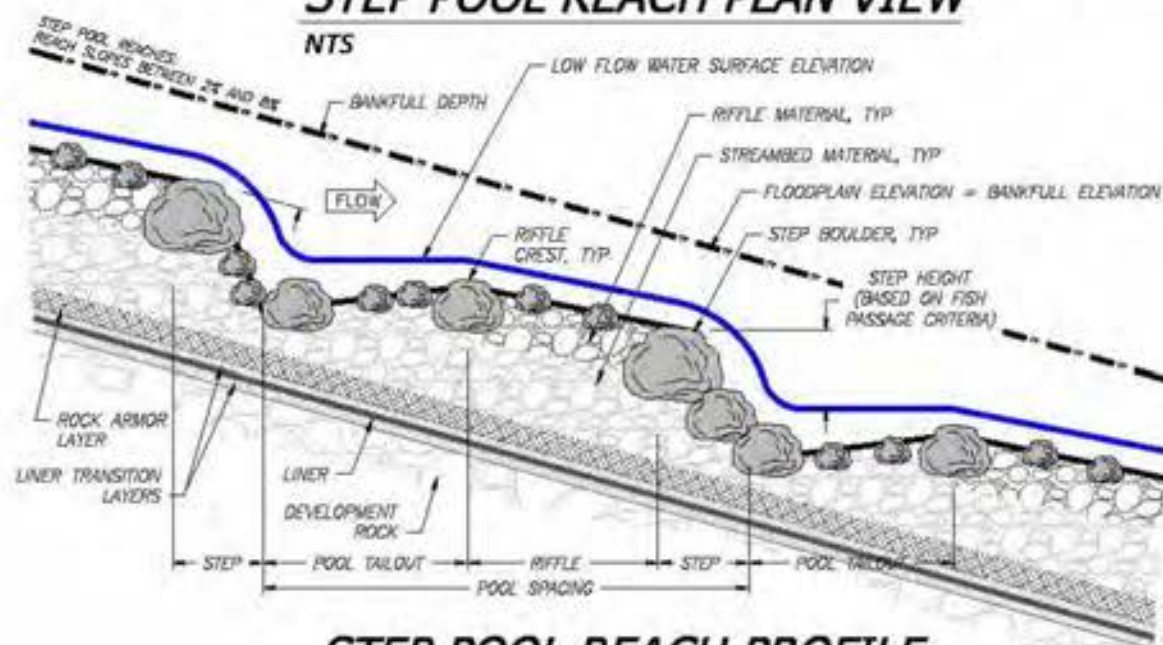 STEP POOL REACH PLAN VIEW
NTS
STEP POOL REACHES:
REACH SLOPES BETWEEN 2% AND 8%
BANKFULL DEPTH
LOW FLOW WATER SURFACE ELEVATION
RIFFLE MATERIAL, TYP
STREAMBED MATERIAL, TYP
FLOODPLAIN ELEVATION = BANKFULL ELEVATION
FLOW
RIFFLE
CREST, TYP
STEP BOULDER, TYP
STEP HEIGHT
(BASED ON FISH
PASSAGE CRITERIA)
ROCK ARMOR
LAYER
LINER TRANSITION
LAYERS
LINER
DEVELOPMENT
ROCK
STEP
POOL TAILOUT
RIFFLE
STEP
POOL TAILOUT
POOL SPACING
STEP POOL REACH PROFILE